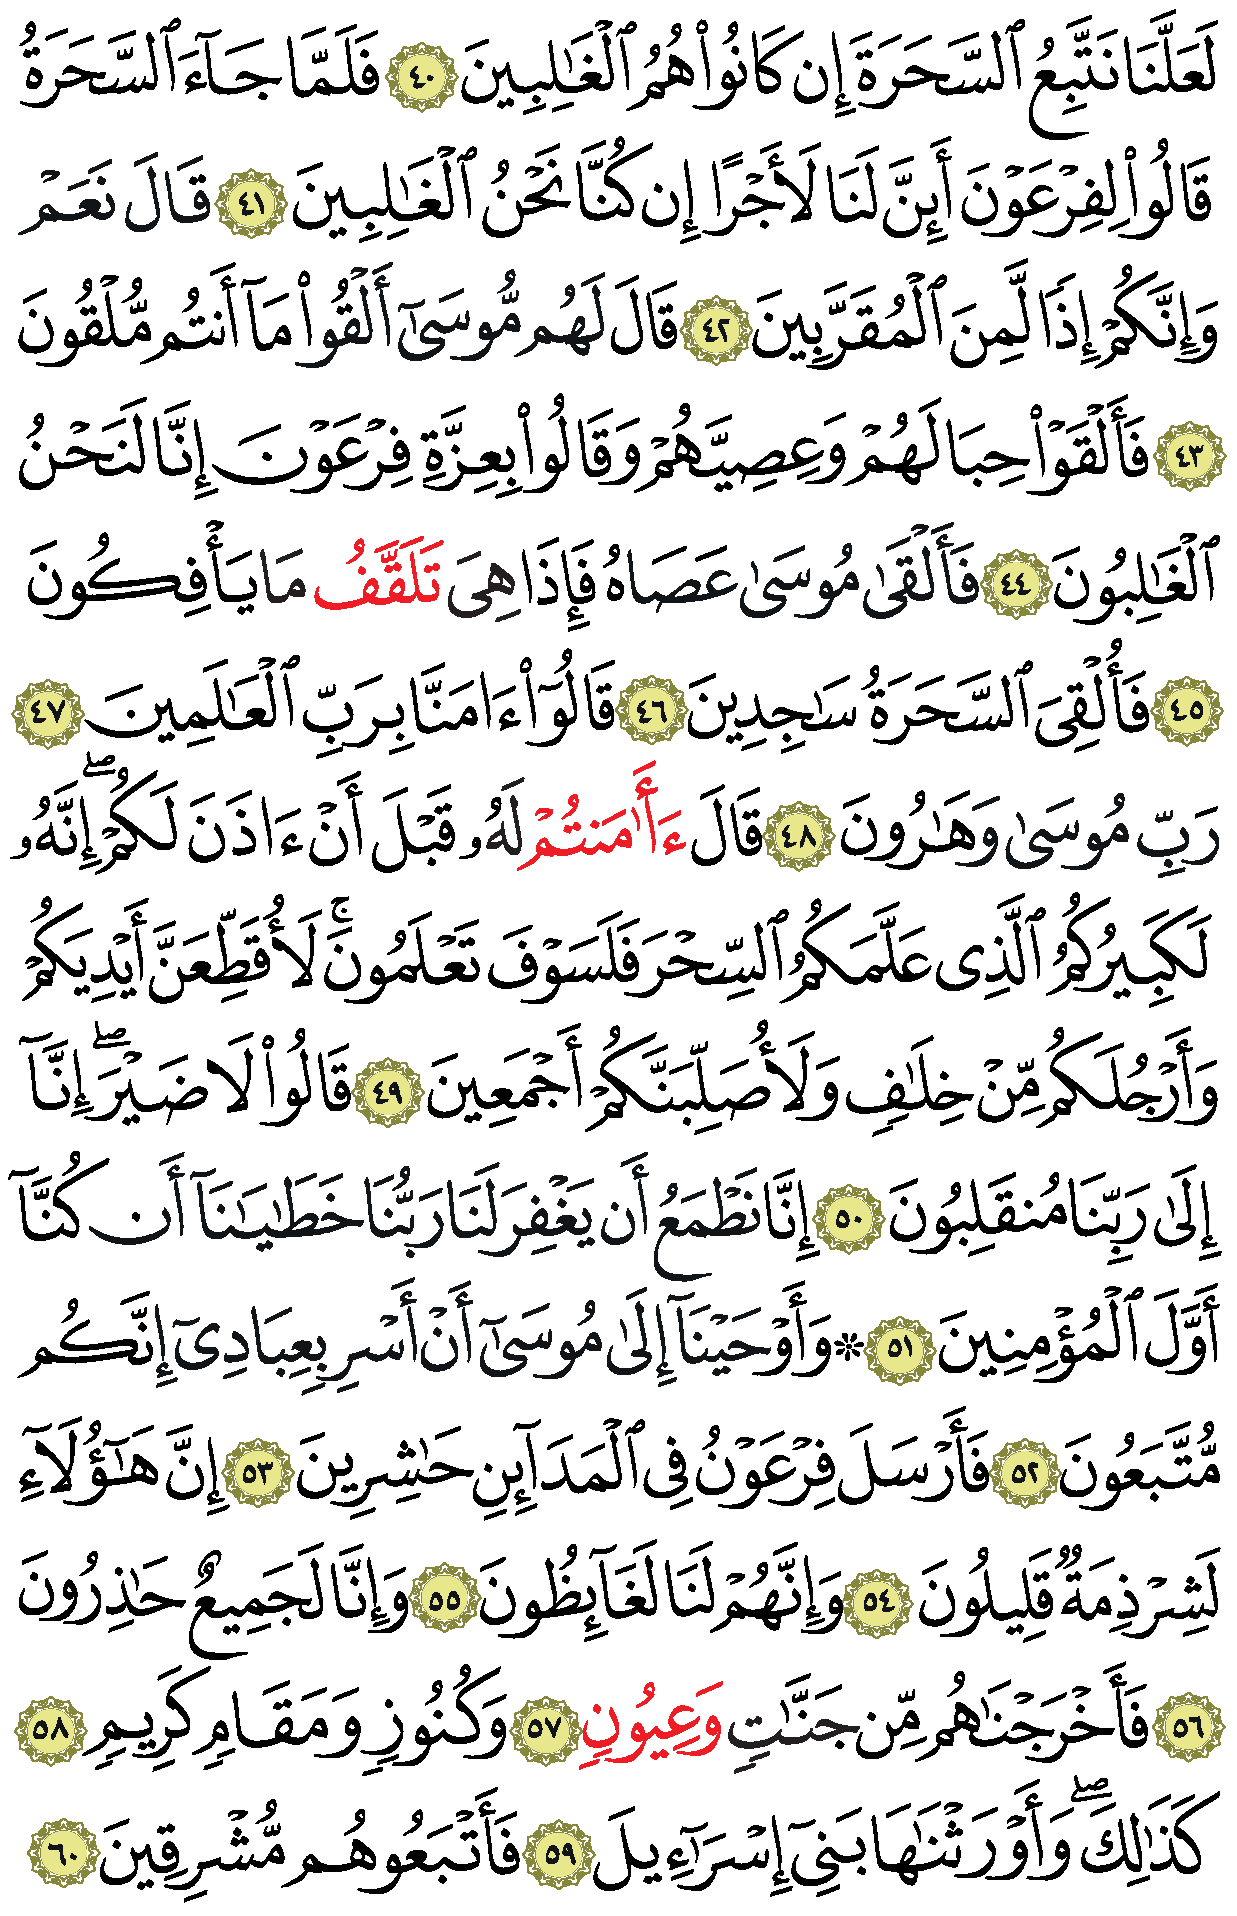 لَعَلَّنَا نَتَّبِعُ ٱلسَّحَرَةَ إِن كَانُوا۟ هُمُ ٱلْغَـٰلِبِينَ ٤٠ فَلَمَّا جَآءَ ٱلسَّحَرَةُ
قَالُوا۟ لِفِرْعَوْنَ أَئِنَّ لَنَا لَأَجْرًا إِن كُنَّا نَحْنُ ٱلْغَـٰلِبِينَ ٤١ قَالَ نَعَمْ
وَإِنَّكُمْ إِذًا لَّمِنَ ٱلْمُقَرَّبِينَ ٤٢ قَالَ لَهُم مُّوسَىٰٓ أَلْقُوا۟ مَآ أَنتُم مُّلْقُونَ
٤٣ فَأَلْقَوْا۟ حِبَالَهُمْ وَعِصِيَّهُمْ وَقَالُوا۟ بِعِزَّةِ فِرْعَوْنَ إِنَّا لَنَحْنُ
ٱلْغَـٰلِبُونَ ٤٤ فَأَلْقَىٰ مُوسَىٰ عَصَاهُ فَإِذَا هِىَ تَلَقَّفُ مَا يَأْفِكُونَ
٤٥ فَأُلْقِىَ ٱلسَّحَرَةُ سَـٰجِدِينَ ٤٦ قَالُوٓا۟ ءَامَنَّا بِرَبِّ ٱلْعَـٰلَمِينَ ٤٧
رَبِّ مُوسَىٰ وَهَـٰرُونَ ٤٨ قَالَ ءَأَٰمَنتُمْ لَهُۥ قَبْلَ أَنْ ءَاذَنَ لَكُمْ ۖ إِنَّهُۥ
لَكَبِيرُكُمُ ٱلَّذِى عَلَّمَكُمُ ٱلسِّحْرَ فَلَسَوْفَ تَعْلَمُونَ ۚ لَأُقَطِّعَنَّ أَيْدِيَكُمْ
وَأَرْجُلَكُم مِّنْ خِلَـٰفٍ وَلَأُصَلِّبَنَّكُمْ أَجْمَعِينَ ٤٩ قَالُوا۟ لَا ضَيْرَ ۖ إِنَّآ
إِلَىٰ رَبِّنَا مُنقَلِبُونَ ٥٠ إِنَّا نَطْمَعُ أَن يَغْفِرَ لَنَا رَبُّنَا خَطَـٰيَـٰنَآ أَن كُنَّآ
أَوَّلَ ٱلْمُؤْمِنِينَ ٥١ ۞ وَأَوْحَيْنَآ إِلَىٰ مُوسَىٰٓ أَنْ أَسْرِ بِعِبَادِىٓ إِنَّكُم
مُّتَّبَعُونَ ٥٢ فَأَرْسَلَ فِرْعَوْنُ فِى ٱلْمَدَآئِنِ حَـٰشِرِينَ ٥٣ إِنَّ هَـٰٓؤُلَآءِ
لَشِرْذِمَةٌ قَلِيلُونَ ٥٤ وَإِنَّهُمْ لَنَا لَغَآئِظُونَ ٥٥ وَإِنَّا لَجَمِيعٌ حَـٰذِرُونَ
٥٦ فَأَخْرَجْنَـٰهُم مِّن جَنَّـٰتٍ وَعِيُونٍ ٥٧ وَكُنُوزٍ وَمَقَامٍ كَرِيمٍ ٥٨
كَذَٰلِكَ ۖ وَأَوْرَثْنَـٰهَا بَنِىٓ إِسْرَٰٓءِيلَ ٥٩ فَأَتْبَعُوهُم مُّشْرِقِينَ ٦٠